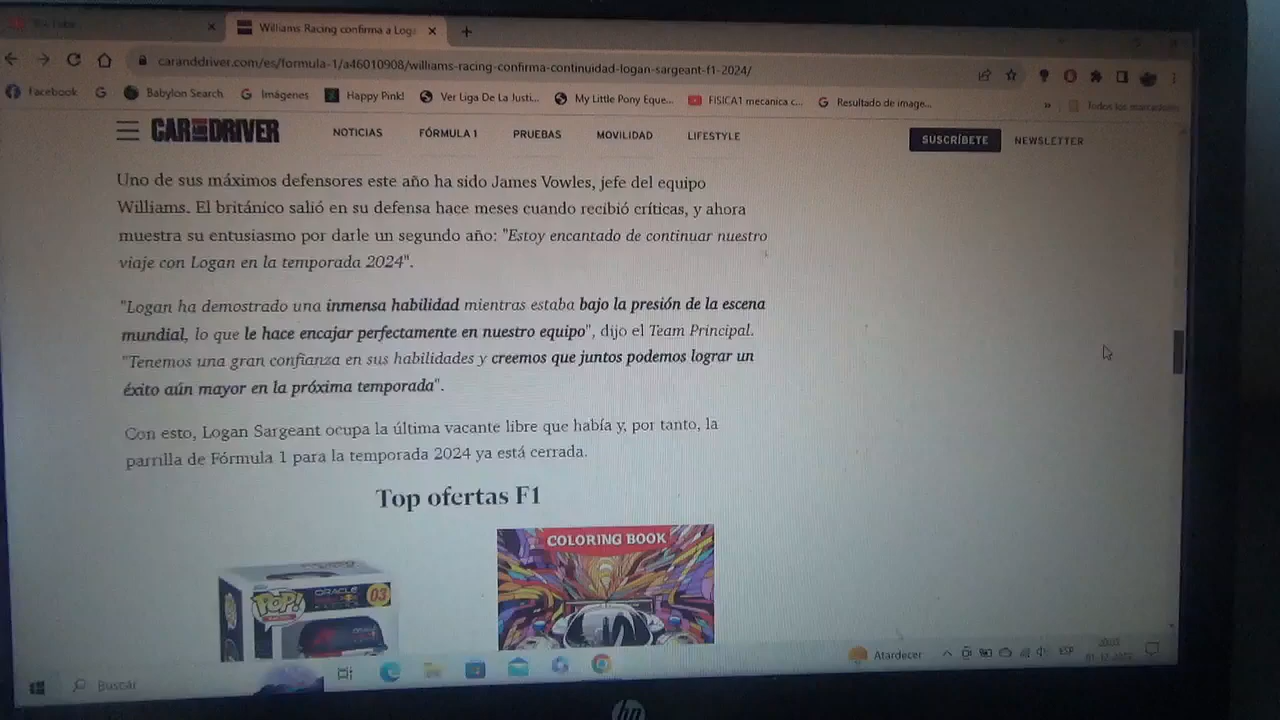 Williams Racing confirma a Loga
caranddriver.com/es/formula-1/a46010908/williams-racing-confirma-continuidad-logan-sargeant-f1-2024/
Facebook G Babylon Search G Imágenes Happy Pink! Ver Liga De La Justi... My Little Pony Eque... FISICA1 mecanica c... G Resultado de image... » Todos los marcadores
CAR AND DRIVER NOTICIAS FÓRMULA 1 PRUEBAS MOVILIDAD LIFESTYLE SUSCRÍBETE NEWSLETTER
Uno de sus máximos defensores este año ha sido James Vowles, jefe del equipo
Williams. El británico salió en su defensa hace meses cuando recibió críticas, y ahora
muestra su entusiasmo por darle un segundo año: "Estoy encantado de continuar nuestro
viaje con Logan en la temporada 2024".
"Logan ha demostrado una inmensa habilidad mientras estaba bajo la presión de la escena
mundial, lo que le hace encajar perfectamente en nuestro equipo", dijo el Team Principal.
"Tenemos una gran confianza en sus habilidades y creemos que juntos podemos lograr un
éxito aún mayor en la próxima temporada".
Con esto, Logan Sargeant ocupa la última vacante libre que había y, por tanto, la
parrilla de Fórmula 1 para la temporada 2024 ya está cerrada.
Top ofertas F1
COLORING BOOK
POP! ORACLE 03
Buscar
Atardecer ESP
hp